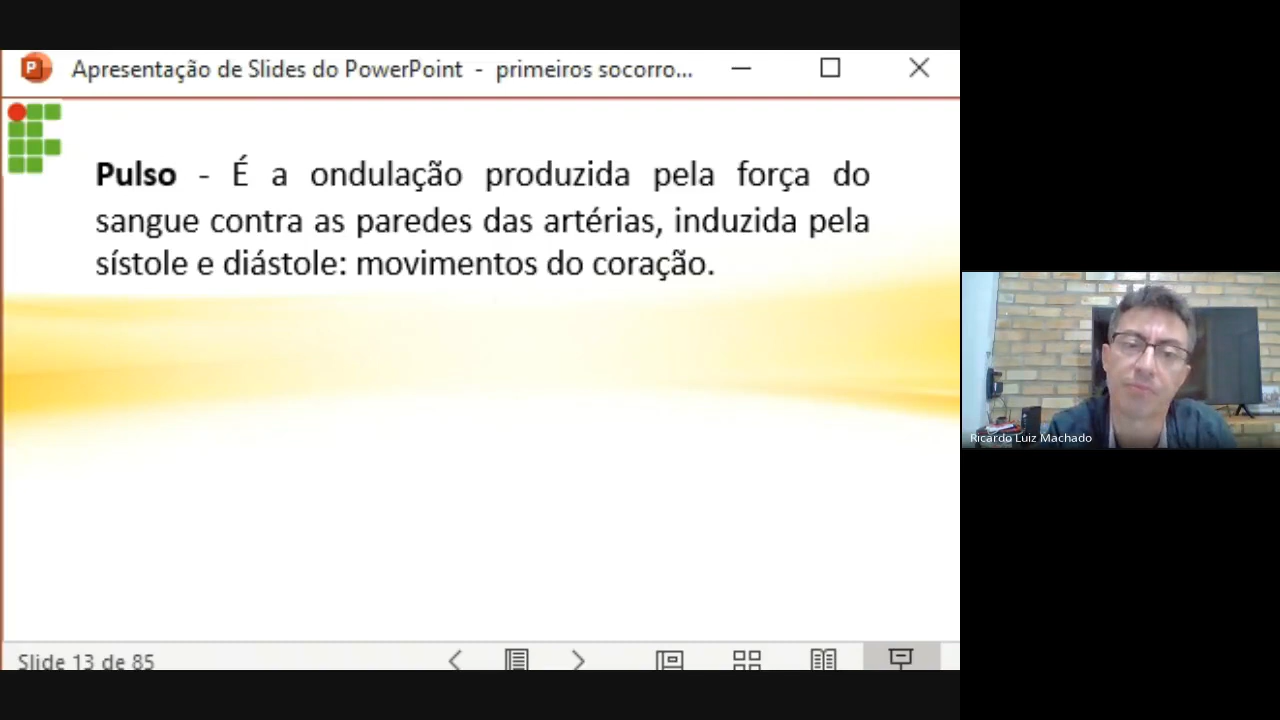 Apresentação de Slides do PowerPoint - primeiros socorro...
Pulso - É a ondulação produzida pela força do
sangue contra as paredes das artérias, induzida pela
sístole e diástole: movimentos do coração.
Ricardo Luiz Machado
Slide 13 de 85